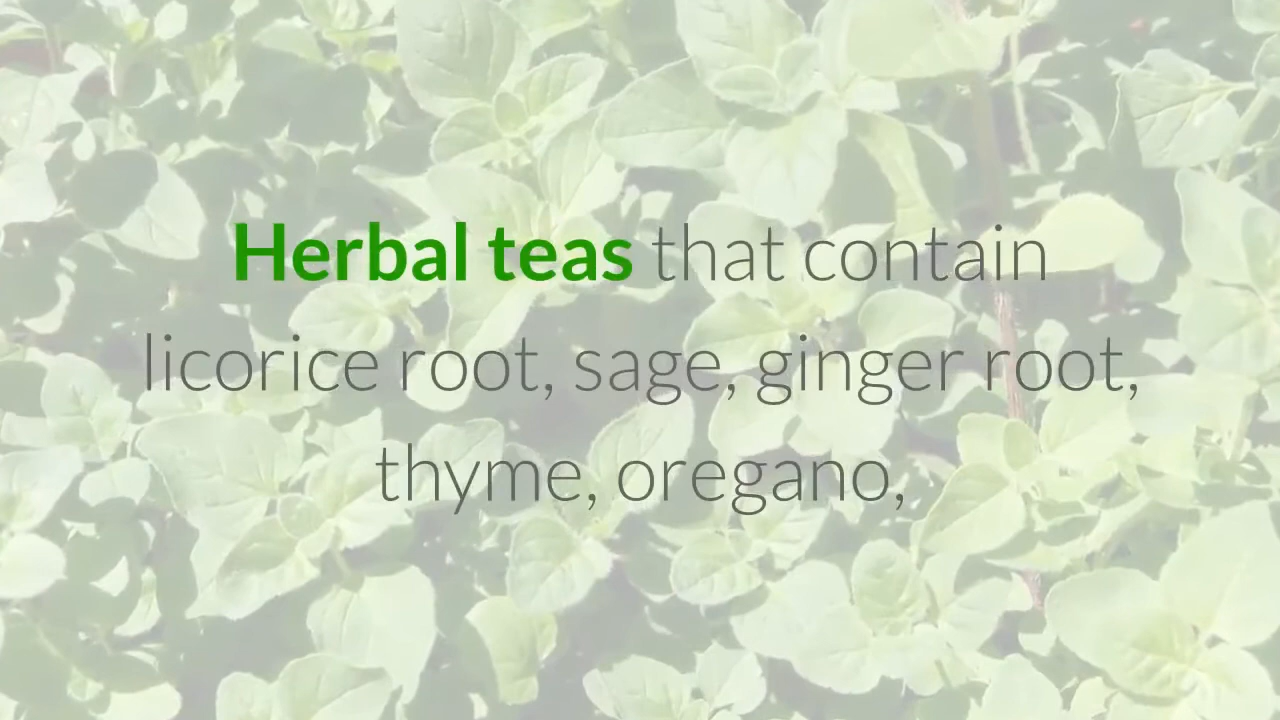 Herbal teas that contain
licorice root, sage, ginger root,
thyme, oregano,